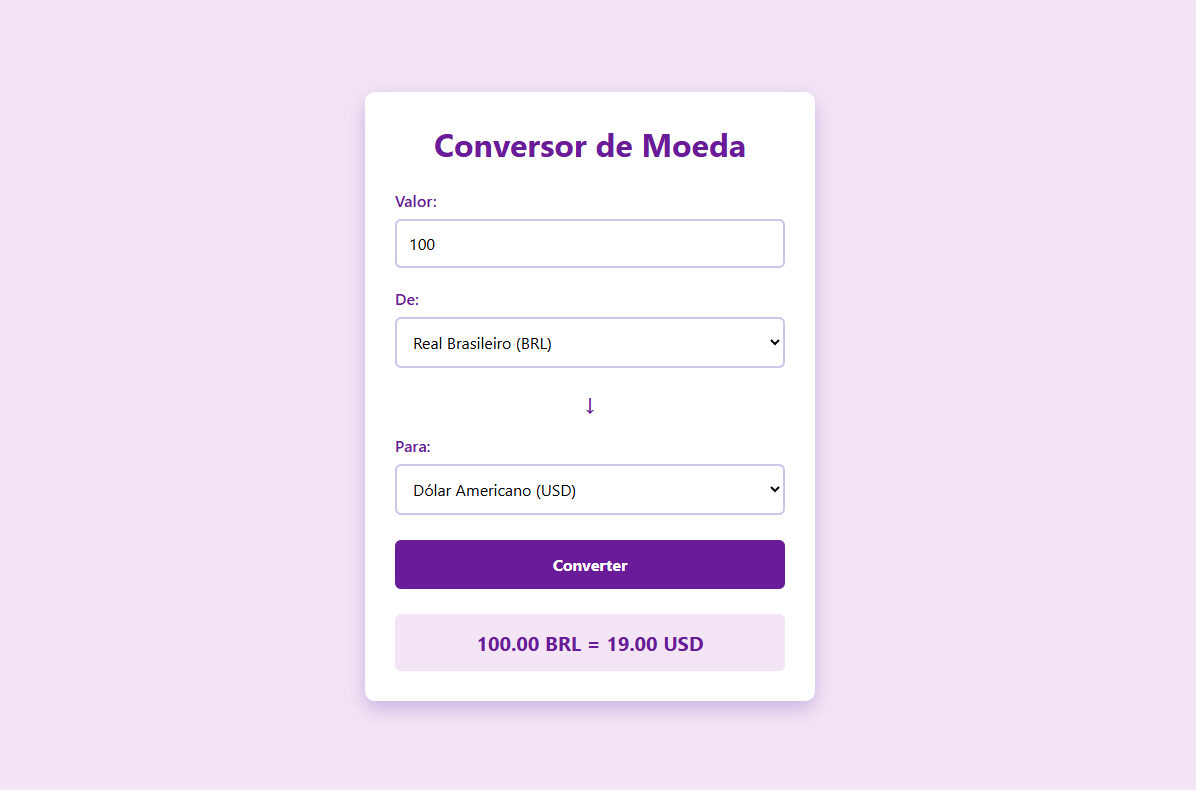 Conversor de Moeda
Valor:
100
De:
Real Brasileiro (BRL)
↓
Para:
Dólar Americano (USD)
Converter
100.00 BRL = 19.00 USD